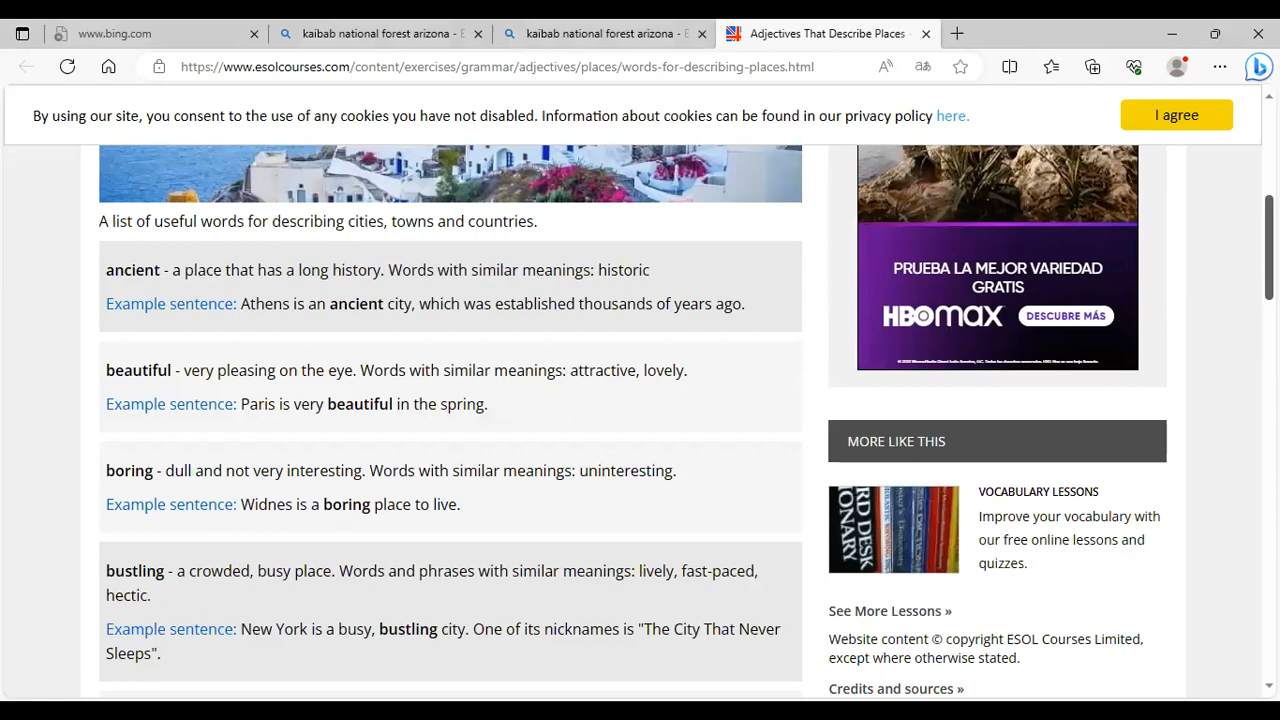 www.bing.com
kaibab national forest arizona - E
kaibab national forest arizona - E
Adjectives That Describe Places -
https://www.esolcourses.com/content/exercises/grammar/adjectives/places/words-for-describing-places.html
By using our site, you consent to the use of any cookies you have not disabled. Information about cookies can be found in our privacy policy here.
I agree
A list of useful words for describing cities, towns and countries.
ancient - a place that has a long history. Words with similar meanings: historic
Example sentence: Athens is an ancient city, which was established thousands of years ago.
beautiful - very pleasing on the eye. Words with similar meanings: attractive, lovely.
Example sentence: Paris is very beautiful in the spring.
boring - dull and not very interesting. Words with similar meanings: uninteresting.
Example sentence: Widnes is a boring place to live.
bustling - a crowded, busy place. Words and phrases with similar meanings: lively, fast-paced,
hectic.
Example sentence: New York is a busy, bustling city. One of its nicknames is "The City That Never
Sleeps".
PRUEBA LA MEJOR VARIEDAD
GRATIS
HBOmax
DESCUBRE MÁS
MORE LIKE THIS
VOCABULARY LESSONS
Improve your vocabulary with
our free online lessons and
quizzes.
See More Lessons »
Website content © copyright ESOL Courses Limited,
except where otherwise stated.
Credits and sources »